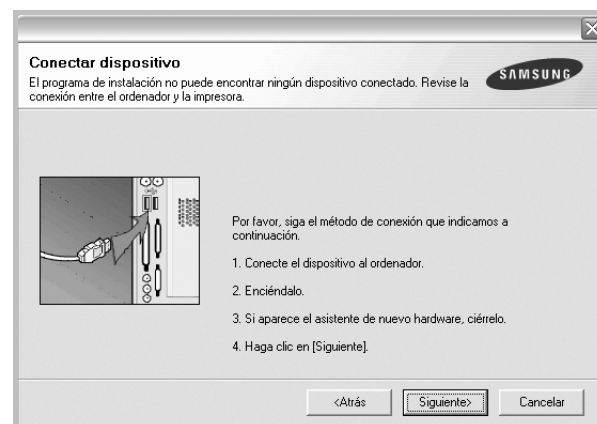 Conectar dispositivo
El programa de instalación no puede encontrar ningún dispositivo conectado. Revise la
conexión entre el ordenador y la impresora.
SAMSUNG
Por favor, siga el método de conexión que indicamos a
continuación.
1. Conecte el dispositivo al ordenador.
2. Enciéndalo.
3. Si aparece el asistente de nuevo hardware, ciérrelo.
4. Haga clic en [Siguiente].
<Atrás
Siguiente>
Cancelar